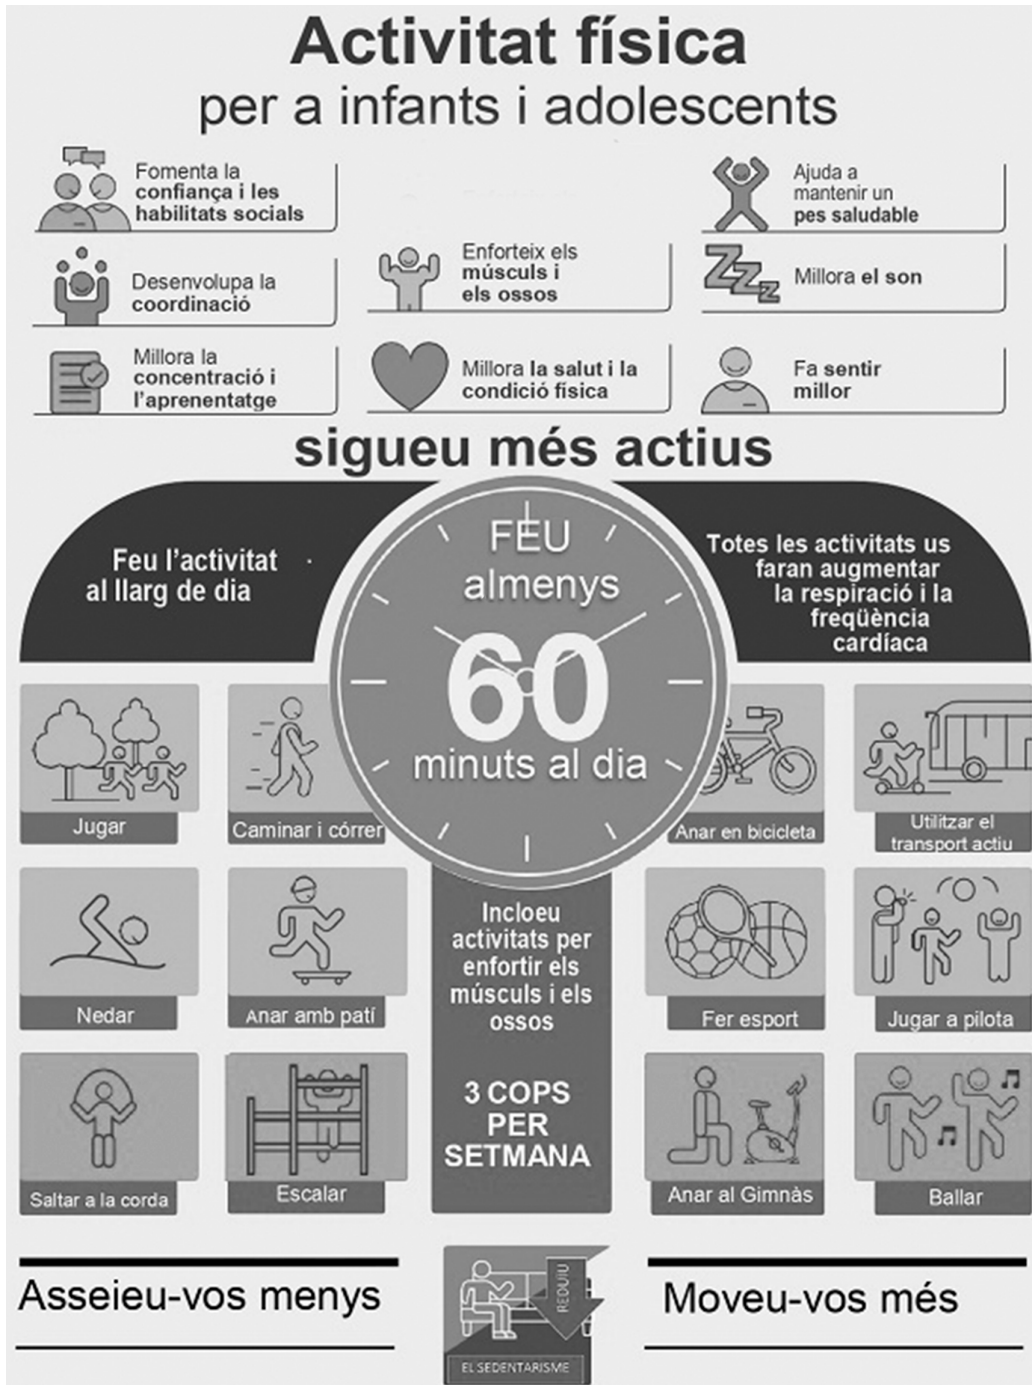 Activitat física
per a infants i adolescents
Fomenta la
confiança i les
habilitats socials
Desenvolupa la
coordinació
Millora la
concentració i
l'aprenentatge
Enforteix els
músculs i
els ossos
Millora la salut i la
condició física
Ajuda a
mantenir un
pes saludable
Millora el son
Fa sentir
millor
sigueu més actius
Feu l'activitat
al llarg de dia
FEU
almenys
60
minuts al dia
Totes les activitats us
faran augmentar
la respiració i la
freqüència
cardíaca
Jugar
Caminar i córrer
Anar en bicicleta
Utilitzar el
transport actiu
Nedar
Anar amb patí
Incloeu
activitats per
enfortir els
músculs i els
ossos
3 COPS
PER
SETMANA
Fer esport
Jugar a pilota
Saltar a la corda
Escalar
Anar al Gimnàs
Ballar
Asseieu-vos menys
REDUIU
EL SEDENTARISME
Moveu-vos més